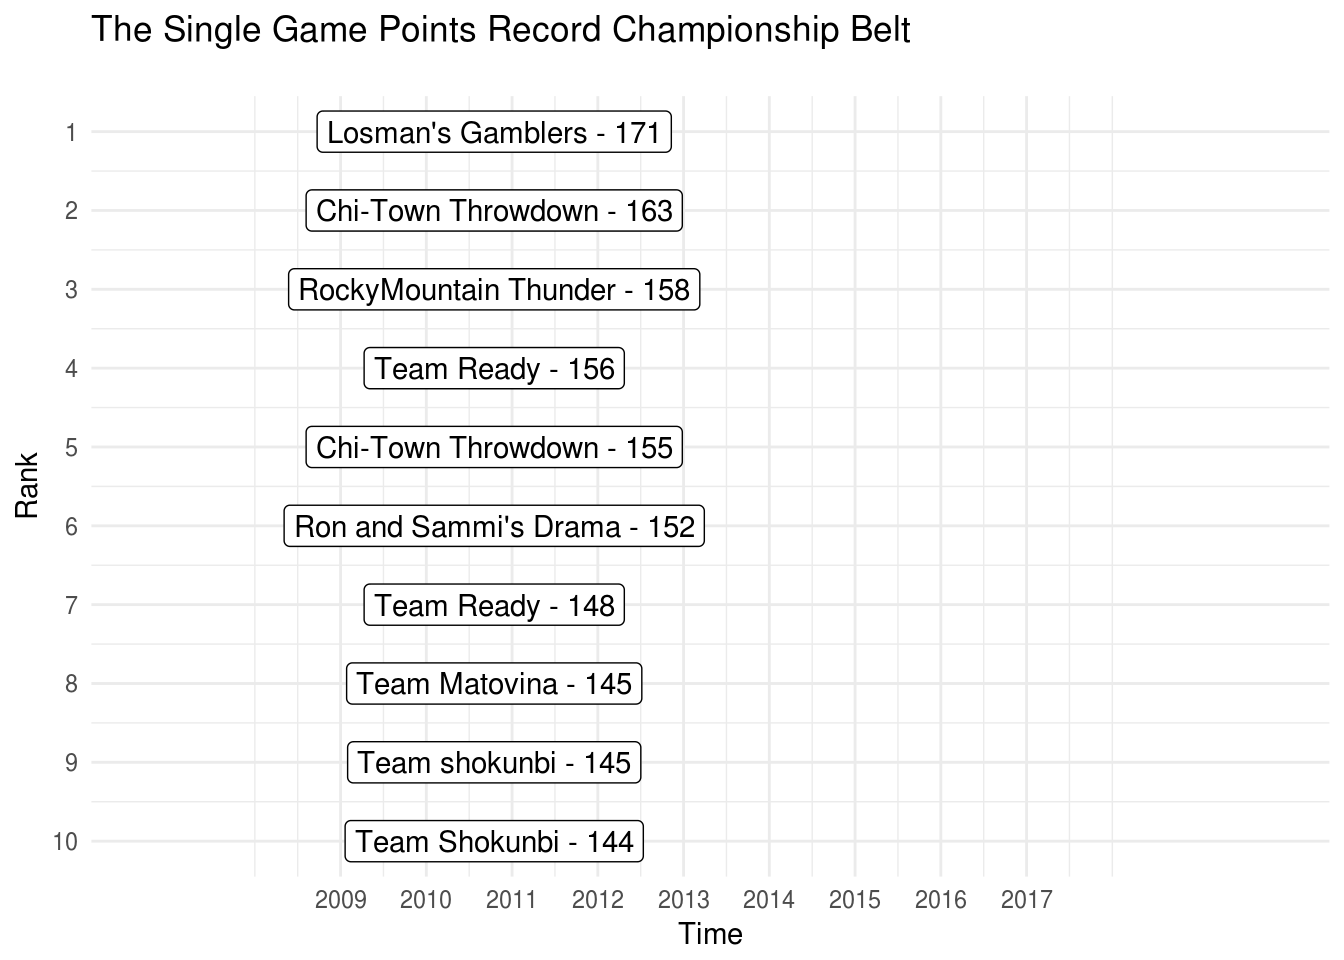 The Single Game Points Record Championship Belt
Rank
1
Losman's Gamblers - 171
2
Chi-Town Throwdown - 163
3
RockyMountain Thunder - 158
4
Team Ready - 156
5
Chi-Town Throwdown - 155
6
Ron and Sammi's Drama - 152
7
Team Ready - 148
8
Team Matovina - 145
9
Team shokunbi - 145
10
Team Shokunbi - 144
2009 2010 2011 2012 2013 2014 2015 2016 2017
Time